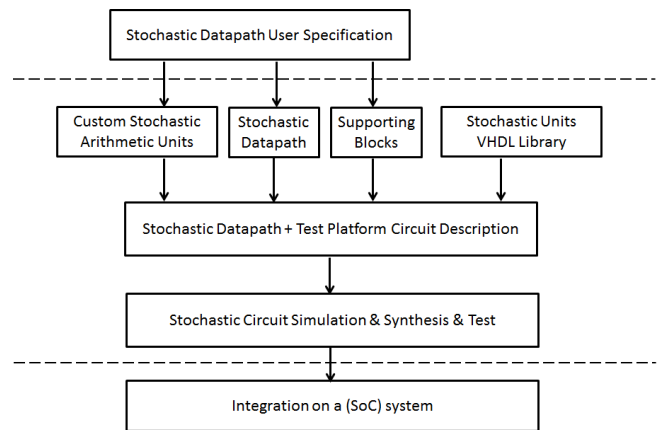 Stochastic Datapath User Specification
Custom Stochastic
Arithmetic Units
Stochastic
Datapath
Supporting
Blocks
Stochastic Units
VHDL Library
Stochastic Datapath + Test Platform Circuit Description
Stochastic Circuit Simulation & Synthesis & Test
Integration on a (SoC) system